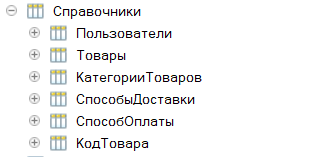 Справочники
Пользователи
Товары
КатегорииТоваров
СпособыДоставки
СпособОплаты
КодТовара